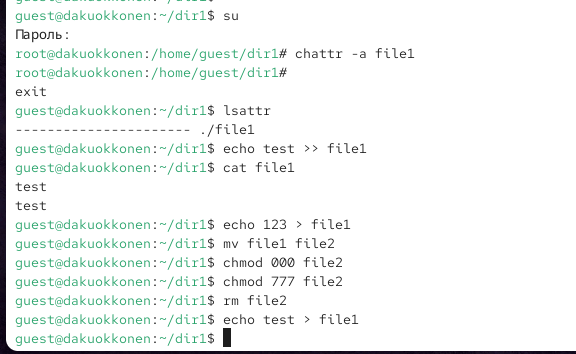 guest@dakuokkonen:~/dir1$ su
Пароль:
root@dakuokkonen:/home/guest/dir1# chattr -a file1
root@dakuokkonen:/home/guest/dir1#
exit
guest@dakuokkonen:~/dir1$ lsattr
---------------------- ./file1
guest@dakuokkonen:~/dir1$ echo test >> file1
guest@dakuokkonen:~/dir1$ cat file1
test
test
guest@dakuokkonen:~/dir1$ echo 123 > file1
guest@dakuokkonen:~/dir1$ mv file1 file2
guest@dakuokkonen:~/dir1$ chmod 000 file2
guest@dakuokkonen:~/dir1$ chmod 777 file2
guest@dakuokkonen:~/dir1$ rm file2
guest@dakuokkonen:~/dir1$ echo test > file1
guest@dakuokkonen:~/dir1$